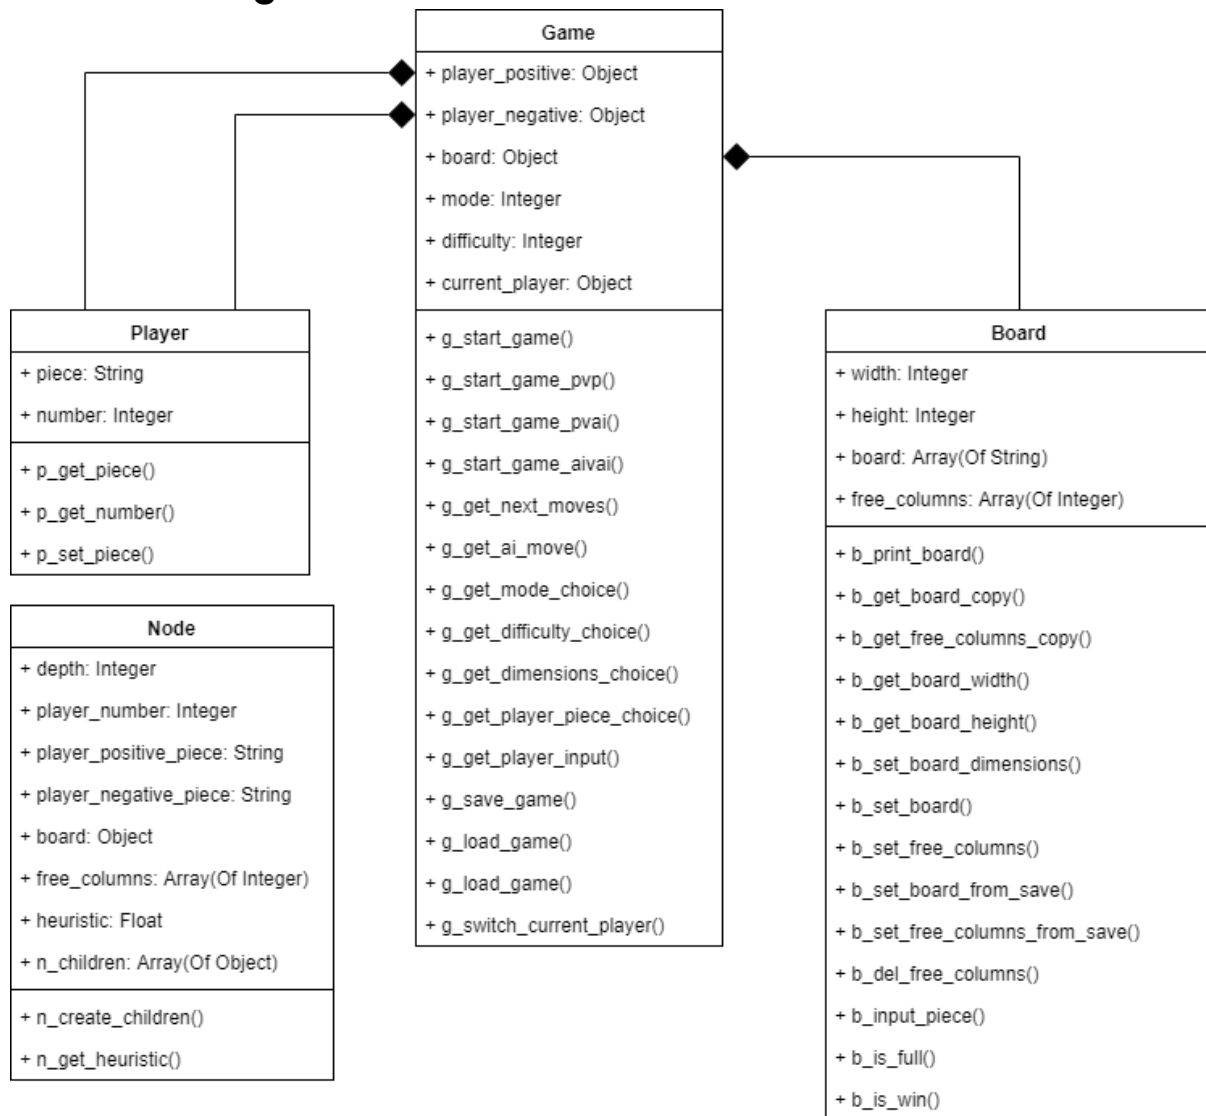 Game
+ player_positive: Object
+ player_negative: Object
+ board: Object
+ mode: Integer
+ difficulty: Integer
+ current_player: Object
+ g_start_game()
+ g_start_game_pvp()
+ g_start_game_pvai()
+ g_start_game_aivai()
+ g_get_next_moves()
+ g_get_ai_move()
+ g_get_mode_choice()
+ g_get_difficulty_choice()
+ g_get_dimensions_choice()
+ g_get_player_piece_choice()
+ g_get_player_input()
+ g_save_game()
+ g_load_game()
+ g_load_game()
+ g_switch_current_player()
Player
+ piece: String
+ number: Integer
+ p_get_piece()
+ p_get_number()
+ p_set_piece()
Node
+ depth: Integer
+ player_number: Integer
+ player_positive_piece: String
+ player_negative_piece: String
+ board: Object
+ free_columns: Array(Of Integer)
+ heuristic: Float
+ n_children: Array(Of Object)
+ n_create_children()
+ n_get_heuristic()
Board
+ width: Integer
+ height: Integer
+ board: Array(Of String)
+ free_columns: Array(Of Integer)
+ b_print_board()
+ b_get_board_copy()
+ b_get_free_columns_copy()
+ b_get_board_width()
+ b_get_board_height()
+ b_set_board_dimensions()
+ b_set_board()
+ b_set_free_columns()
+ b_set_board_from_save()
+ b_set_free_columns_from_save()
+ b_del_free_columns()
+ b_input_piece()
+ b_is_full()
+ b_is_win()